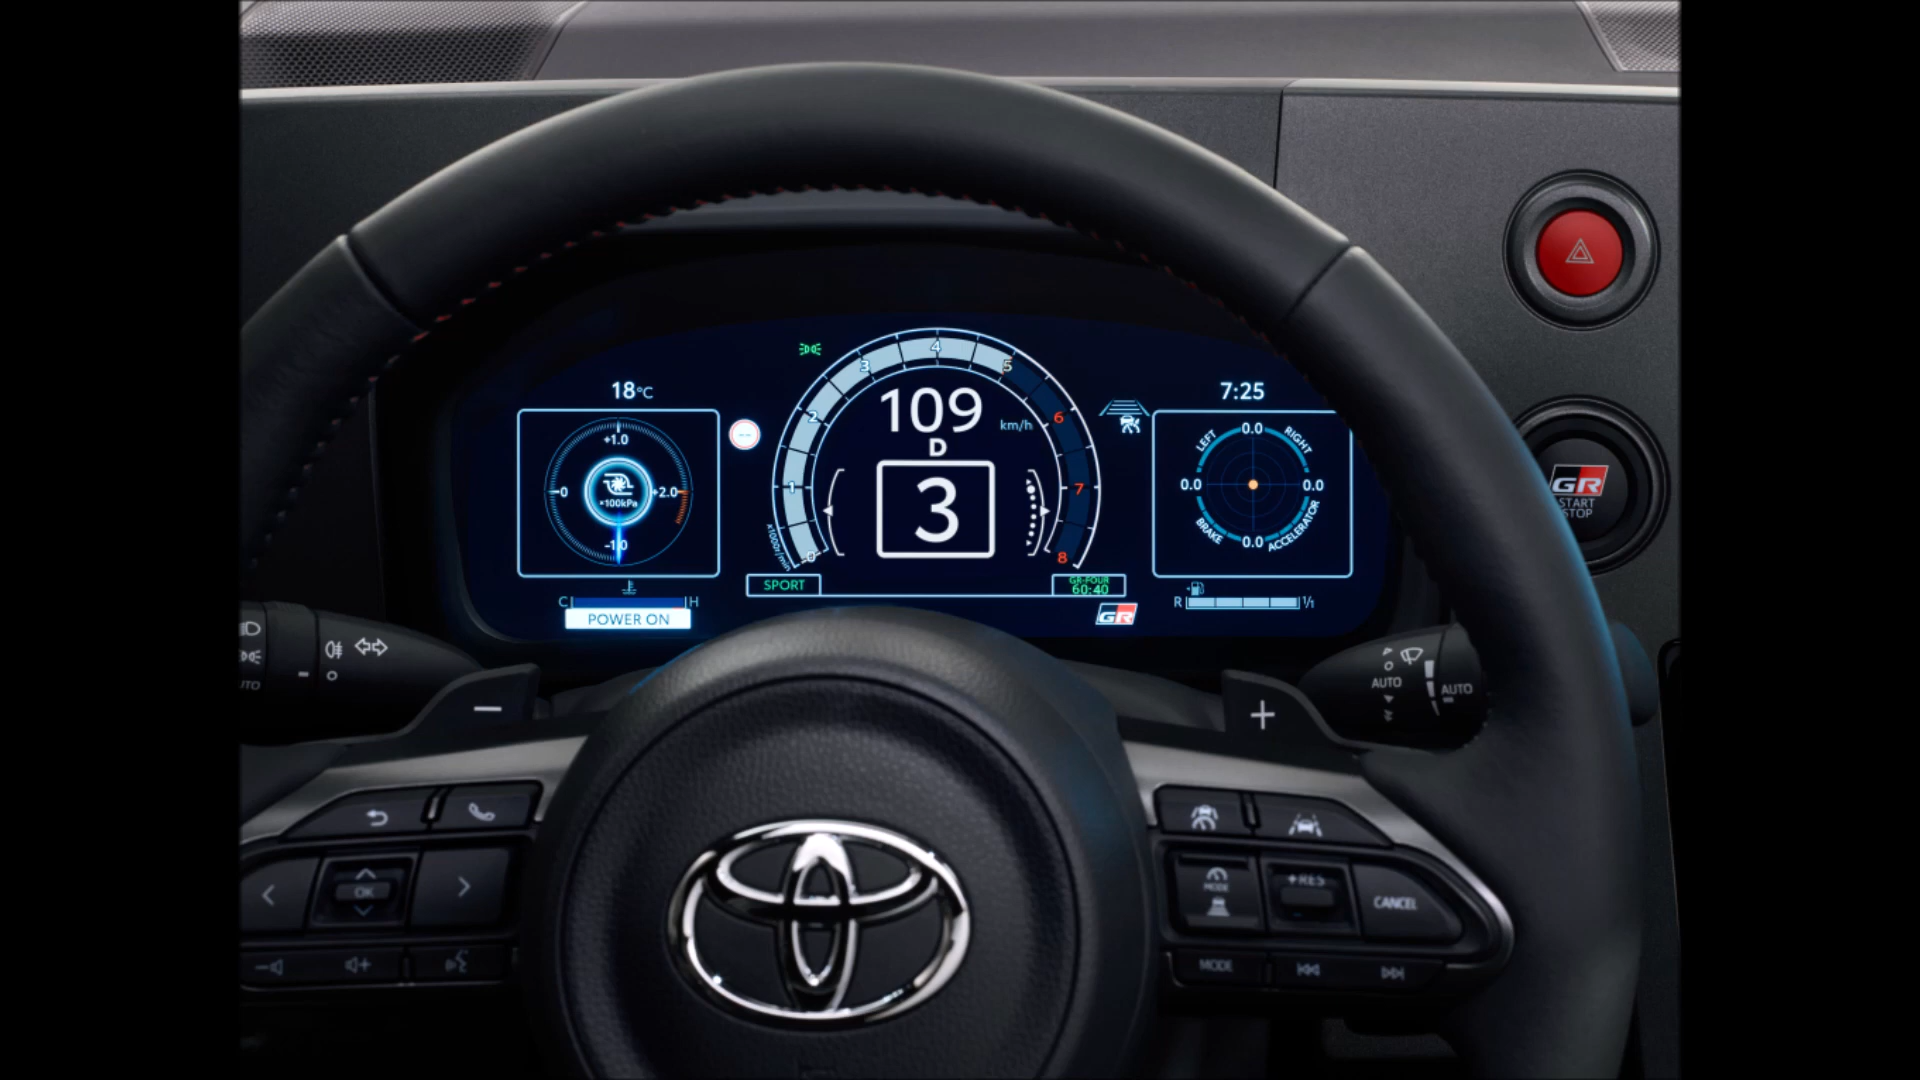 18°C
7:25
+1.0
-0
+2.0
×100kPa
-1.0
0
1
2
3
4
5
6
7
8
×1000r/min
109
km/h
D
3
SPORT
GR-FOUR
60:40
GR
LEFT
RIGHT
0.0
0.0
0.0
0.0
BRAKE
ACCELERATOR
C
H
POWER ON
R
1/1
GR
START
STOP
AUTO
AUTO
OK
MODE
+RES
CANCEL
MODE